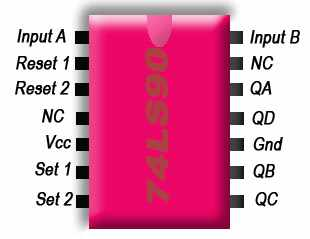 Input A
Reset 1
Reset 2
NC
Vcc
Set 1
Set 2
74LS90
Input B
NC
QA
QD
Gnd
QB
QC